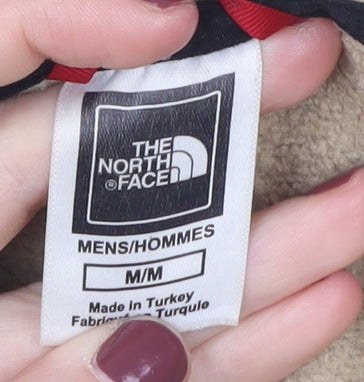 THE
NORTH
®FACE
MENS/HOMMES
M/M
Made in Turkey
Turquie